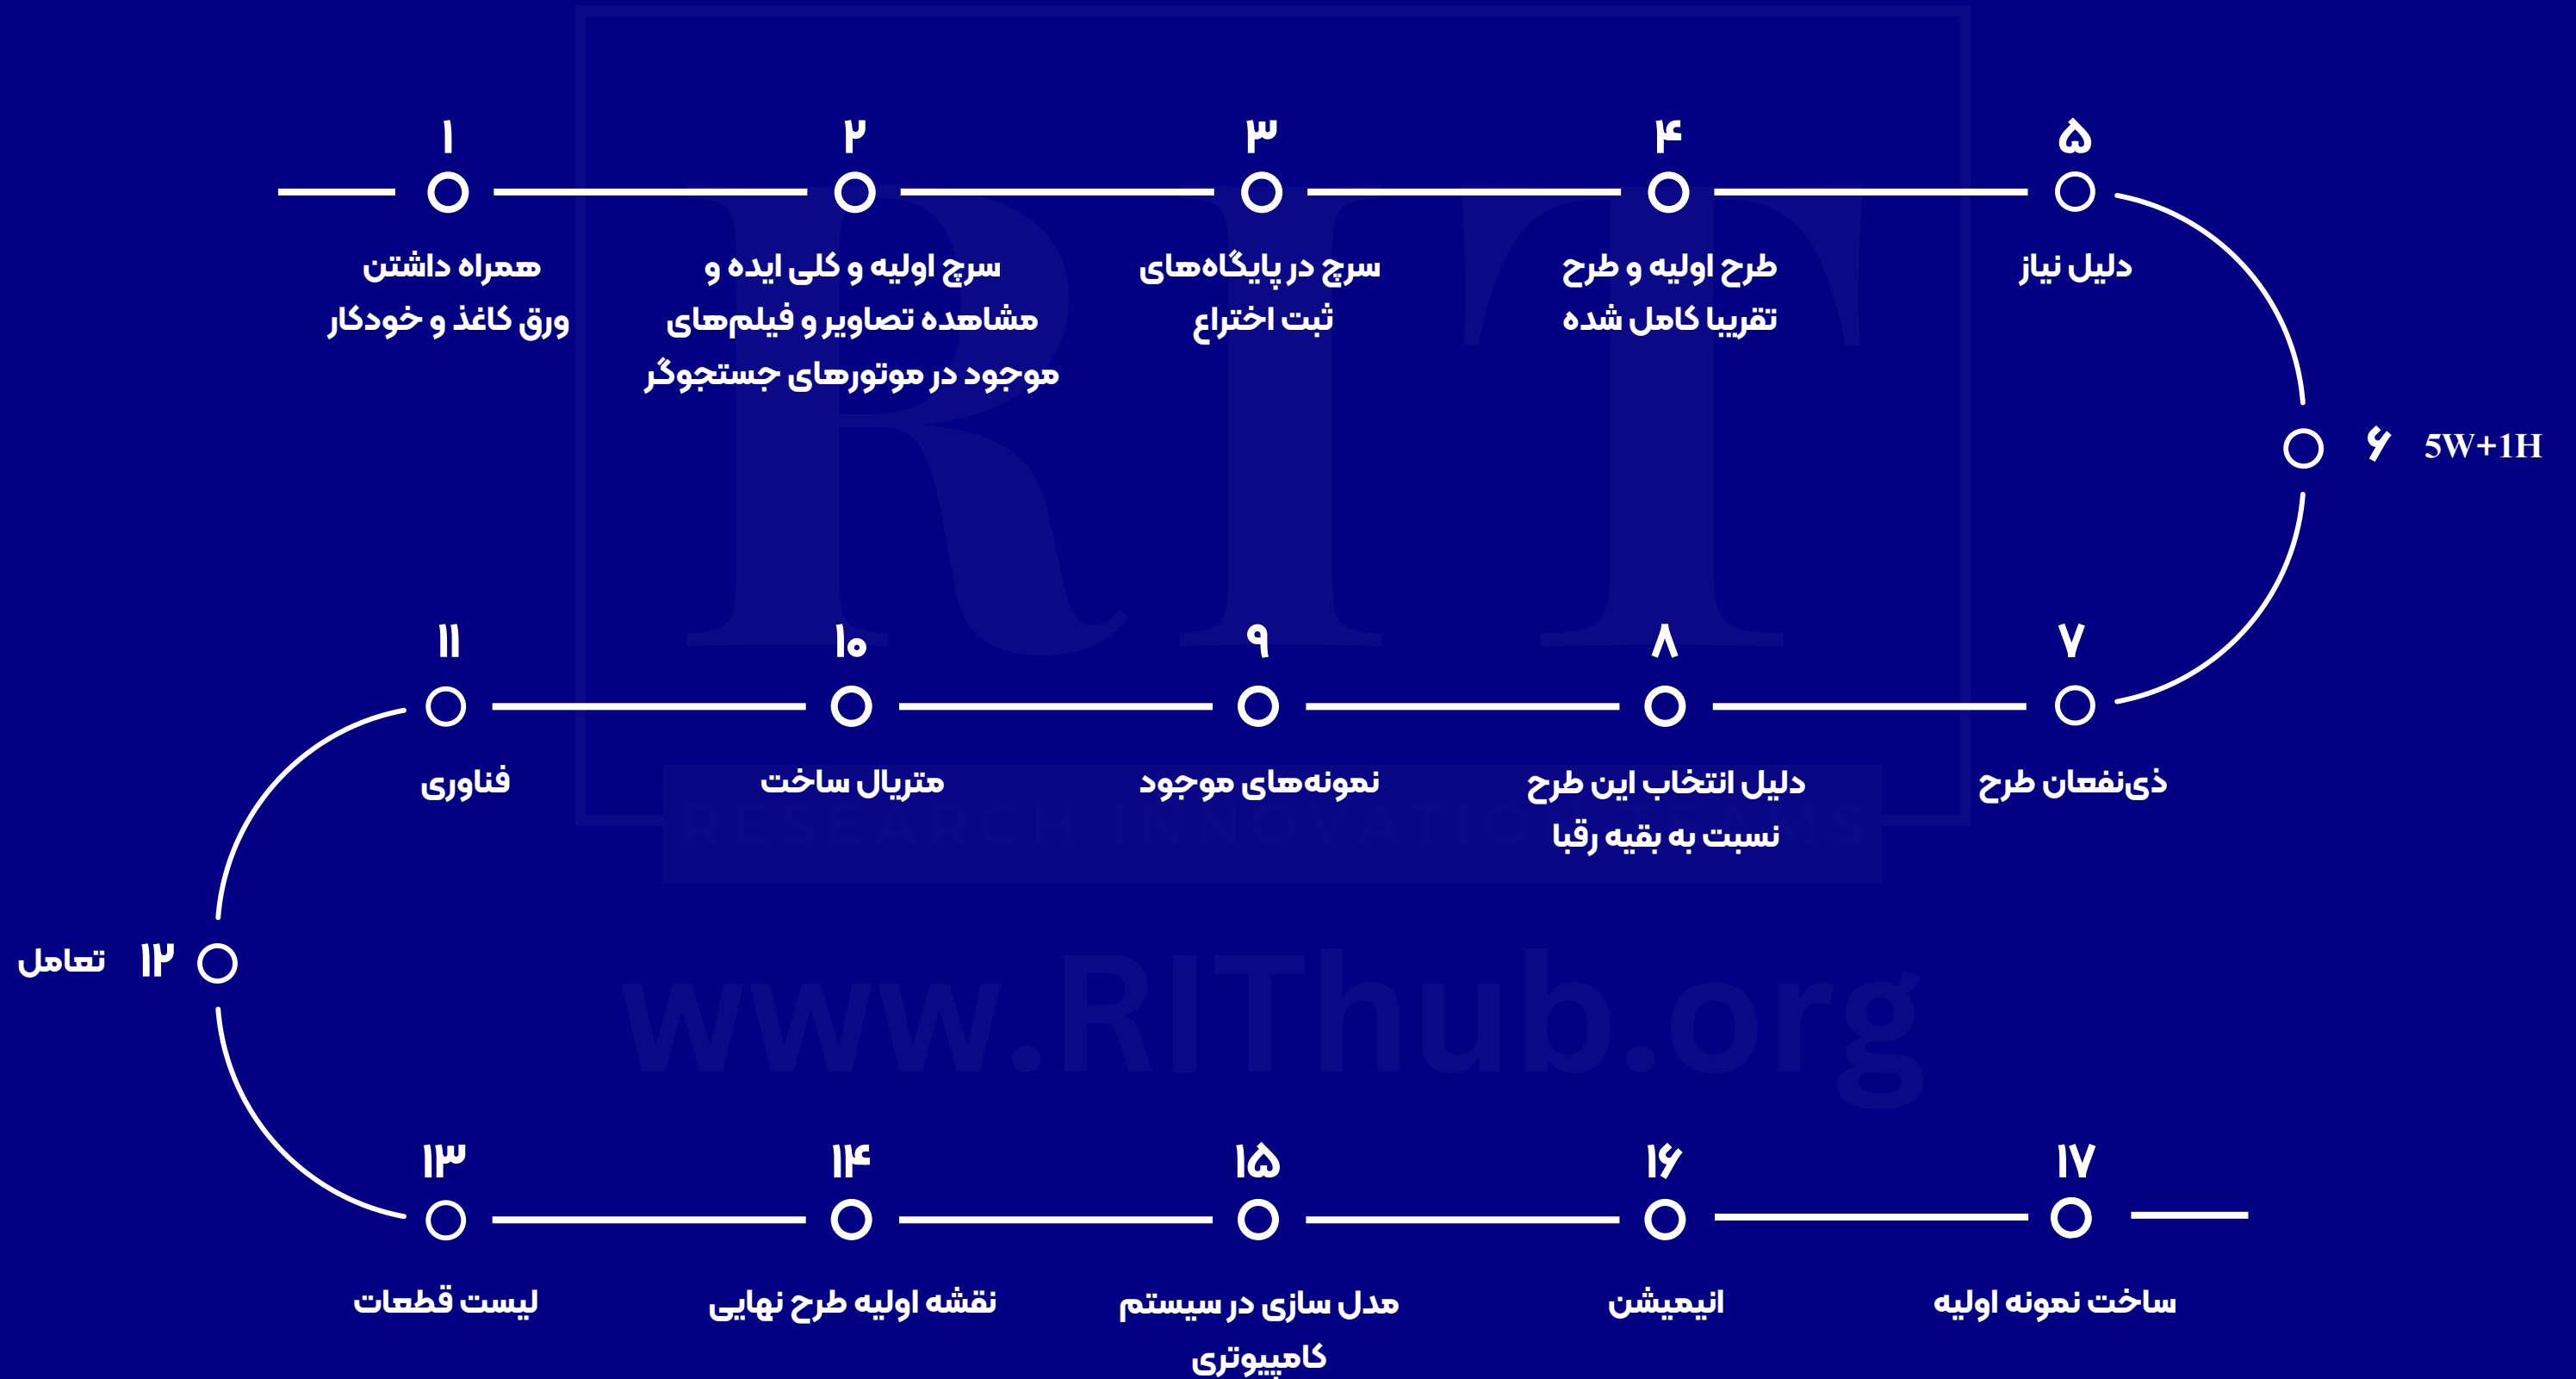 ۱
همراه داشتن
ورق کاغذ و خودکار
۲
سرچ اولیه و کلی ایده و
مشاهده تصاویر و فیلم‌های
موجود در موتورهای جستجوگر
۳
سرچ در پایگاه‌های
ثبت اختراع
۴
طرح اولیه و طرح
تقریبا کامل شده
۵
دلیل نیاز
۶ 5W+1H
۷
ذی‌نفعان طرح
۸
دلیل انتخاب این طرح
نسبت به بقیه رقبا
۹
نمونه‌های موجود
۱۰
متریال ساخت
۱۱
فناوری
۱۲ تعامل
۱۳
لیست قطعات
۱۴
نقشه اولیه طرح نهایی
۱۵
مدل سازی در سیستم
کامپیوتری
۱۶
انیمیشن
۱۷
ساخت نمونه اولیه
RIT
RESEARCH INNOVATION
www.RIThub.org